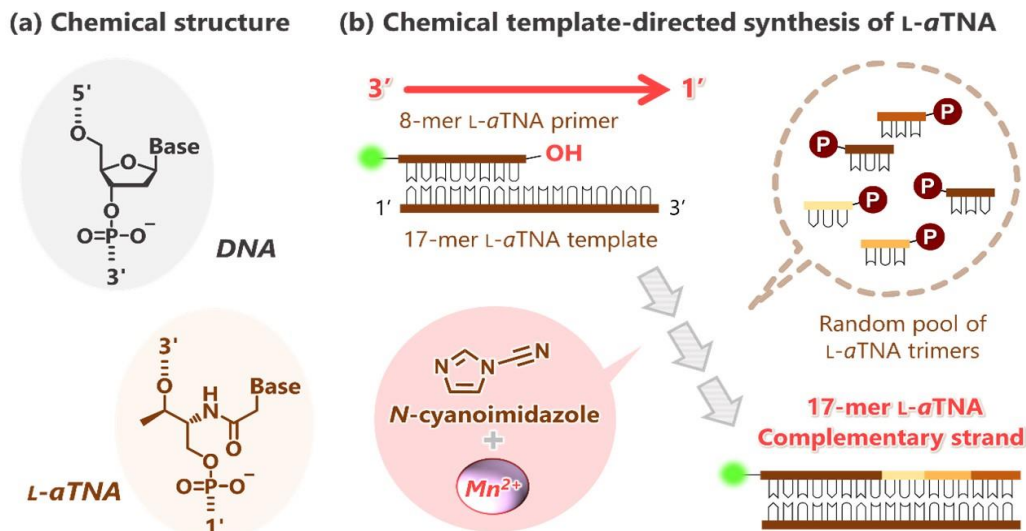 (a) Chemical structure
5'
O
Base
O
O=P–O⁻
O
3'
DNA
3'
O
H
N
Base
O
O
O=P–O⁻
1'
L-aTNA
(b) Chemical template-directed synthesis of L-aTNA
3′ 1′
8-mer L-aTNA primer
OH
1′ 3′
17-mer L-aTNA template
P
P
P
P
P
Random pool of
L-aTNA trimers
N
N
N
N-cyanoimidazole
+
Mn²⁺
17-mer L-aTNA
Complementary strand